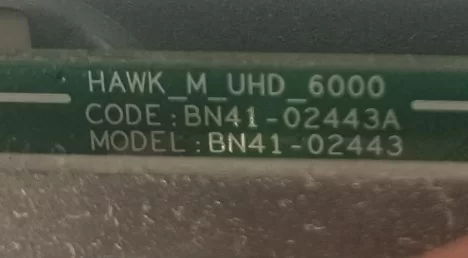 HAWK_M_UHD_6000
CODE:BN41-02443A
MODEL:BN41-02443